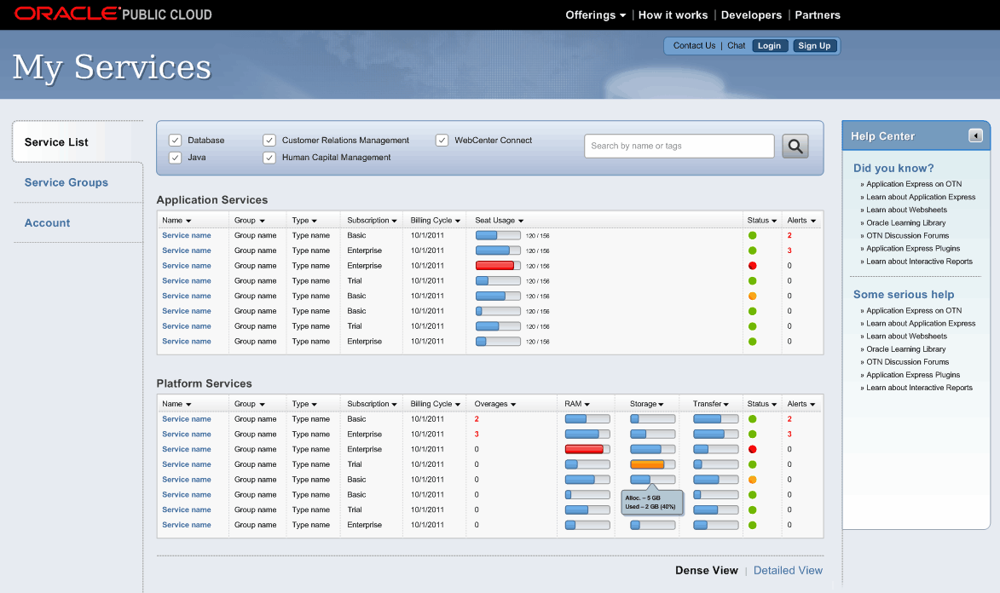 ORACLE PUBLIC CLOUD
Offerings | How it works | Developers | Partners
Contact Us | Chat Login Sign Up
My Services
Service List
Service Groups
Account
Database Customer Relations Management WebCenter Connect
Java Human Capital Management
Search by name or tags
Application Services
Name Group Type Subscription Billing Cycle Seat Usage Status Alerts
Service name Group name Type name Basic 10/1/2011 120 / 156 2
Service name Group name Type name Enterprise 10/1/2011 120 / 156 3
Service name Group name Type name Enterprise 10/1/2011 120 / 156 0
Service name Group name Type name Trial 10/1/2011 120 / 156 0
Service name Group name Type name Basic 10/1/2011 120 / 156 0
Service name Group name Type name Basic 10/1/2011 120 / 156 0
Service name Group name Type name Trial 10/1/2011 120 / 156 0
Service name Group name Type name Enterprise 10/1/2011 120 / 156 0
Platform Services
Name Group Type Subscription Billing Cycle Overages RAM Storage Transfer Status Alerts
Service name Group name Type name Basic 10/1/2011 2 2
Service name Group name Type name Enterprise 10/1/2011 3 3
Service name Group name Type name Enterprise 10/1/2011 0 0
Service name Group name Type name Trial 10/1/2011 0 0
Service name Group name Type name Basic 10/1/2011 0 0
Service name Group name Type name Basic 10/1/2011 0 0
Service name Group name Type name Trial 10/1/2011 0 0
Service name Group name Type name Enterprise 10/1/2011 0 0
Alloc. – 5 GB
Used – 2 GB (40%)
Dense View | Detailed View
Help Center
Did you know?
» Application Express on OTN
» Learn about Application Express
» Learn about Websheets
» Oracle Learning Library
» OTN Discussion Forums
» Application Express Plugins
» Learn about Interactive Reports
Some serious help
» Application Express on OTN
» Learn about Application Express
» Learn about Websheets
» Oracle Learning Library
» OTN Discussion Forums
» Application Express Plugins
» Learn about Interactive Reports